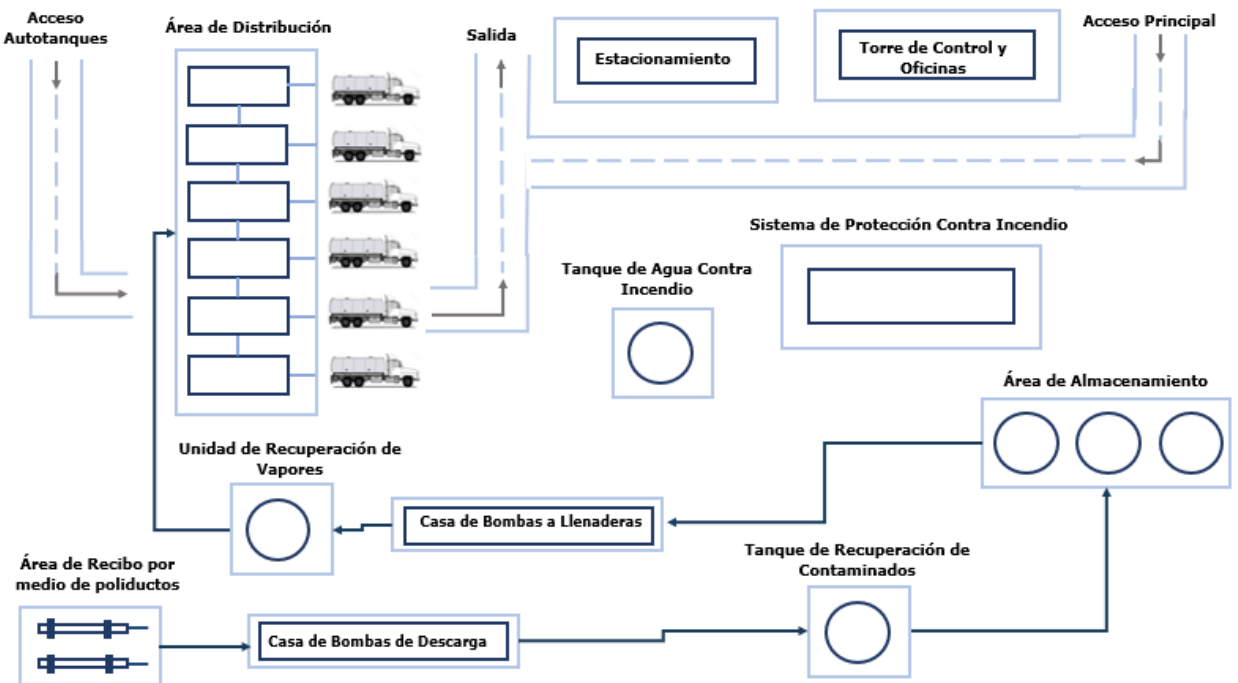 Acceso
Autotanques
Área de Distribución
Salida
Estacionamiento
Torre de Control y
Oficinas
Acceso Principal
Sistema de Protección Contra Incendio
Tanque de Agua Contra
Incendio
Área de Almacenamiento
Unidad de Recuperación de
Vapores
Casa de Bombas a Llenaderas
Tanque de Recuperación de
Contaminados
Área de Recibo por
medio de poliductos
Casa de Bombas de Descarga